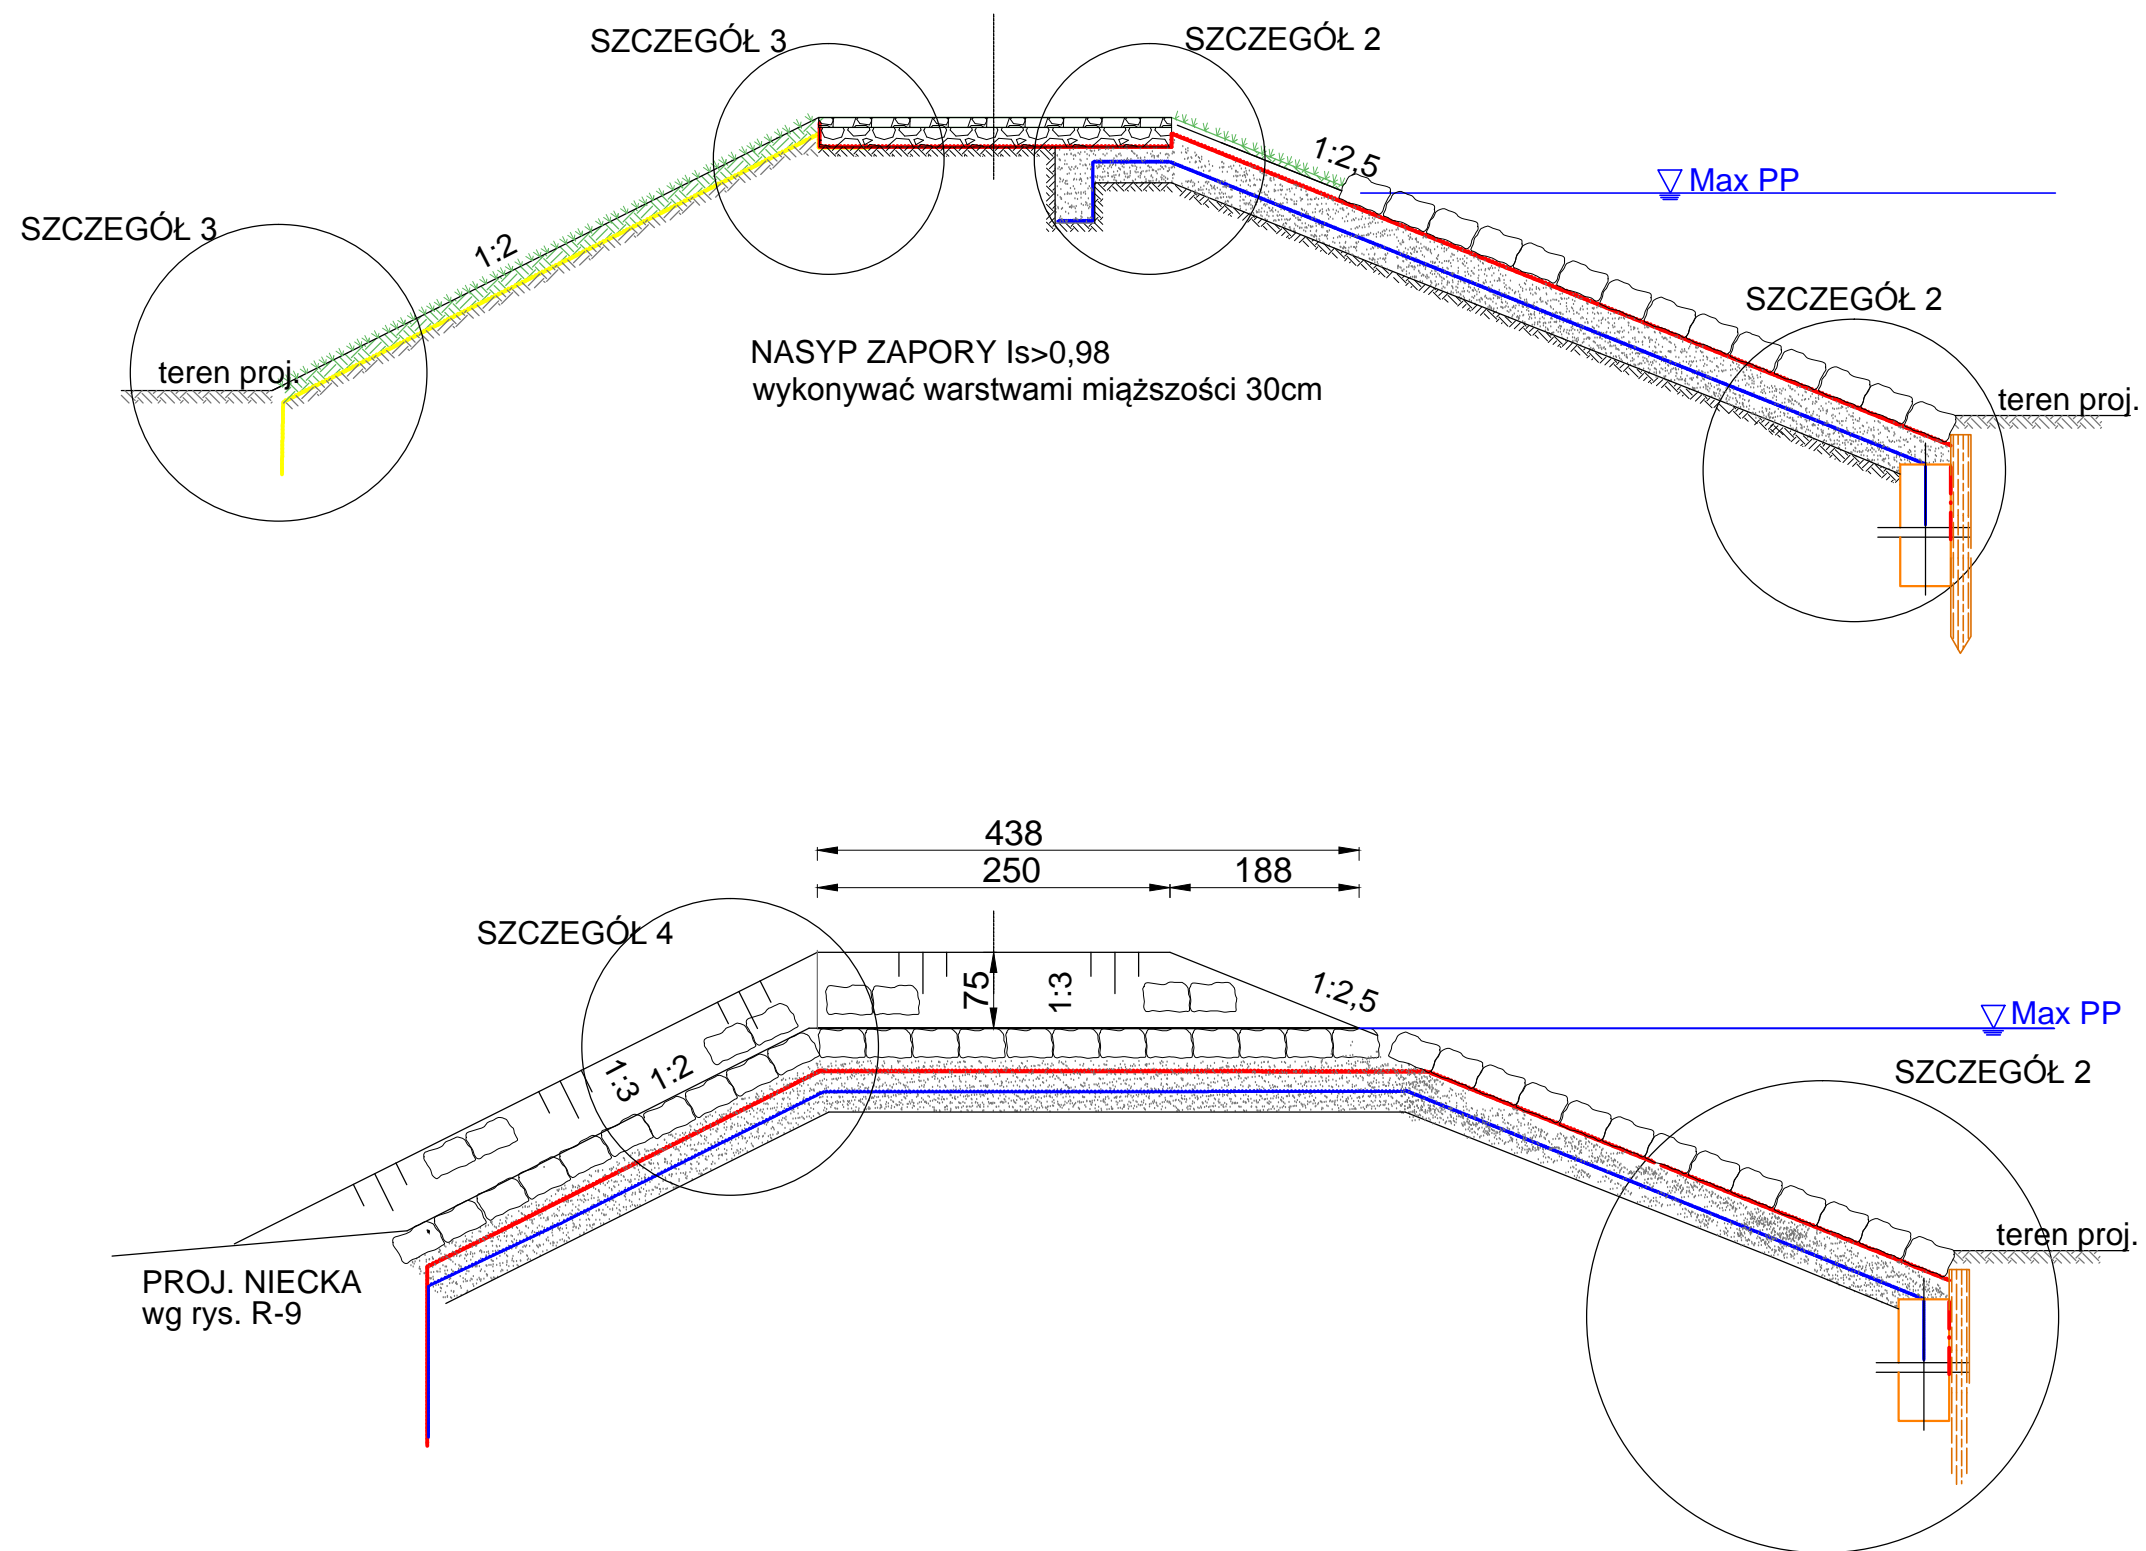 SZCZEGÓŁ 3
SZCZEGÓŁ 2
1:2,5
Max PP
SZCZEGÓŁ 3
1:2
SZCZEGÓŁ 2
NASYP ZAPORY Is>0,98
wykonywać warstwami miąższości 30cm
teren proj.
teren proj.
438
250
188
SZCZEGÓŁ 4
75
1:3
1:2,5
Max PP
1:3
1:2
SZCZEGÓŁ 2
teren proj.
PROJ. NIECKA
wg rys. R-9